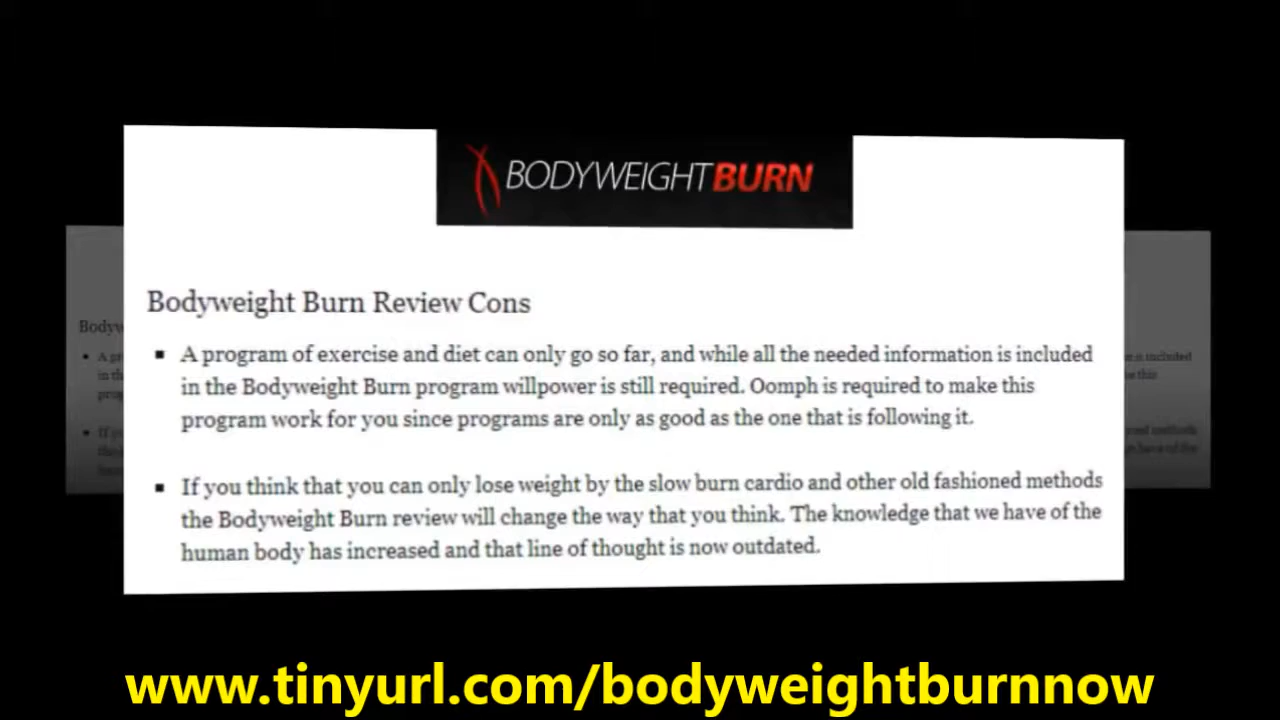 BODYWEIGHTBURN
Bodyweight Burn Review Cons
▪ A program of exercise and diet can only go so far, and while all the needed information is included
in the Bodyweight Burn program willpower is still required. Oomph is required to make this
program work for you since programs are only as good as the one that is following it.
▪ If you think that you can only lose weight by the slow burn cardio and other old fashioned methods
the Bodyweight Burn review will change the way that you think. The knowledge that we have of the
human body has increased and that line of thought is now outdated.
www.tinyurl.com/bodyweightburnnow